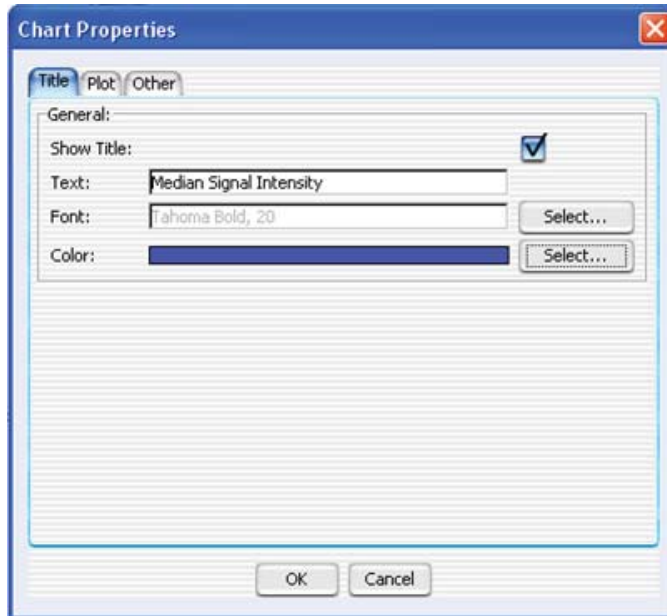 Chart Properties
Title Plot Other
General:
Show Title:
Text: Median Signal Intensity
Font: Tahoma Bold, 20 Select...
Color: Select...
OK Cancel